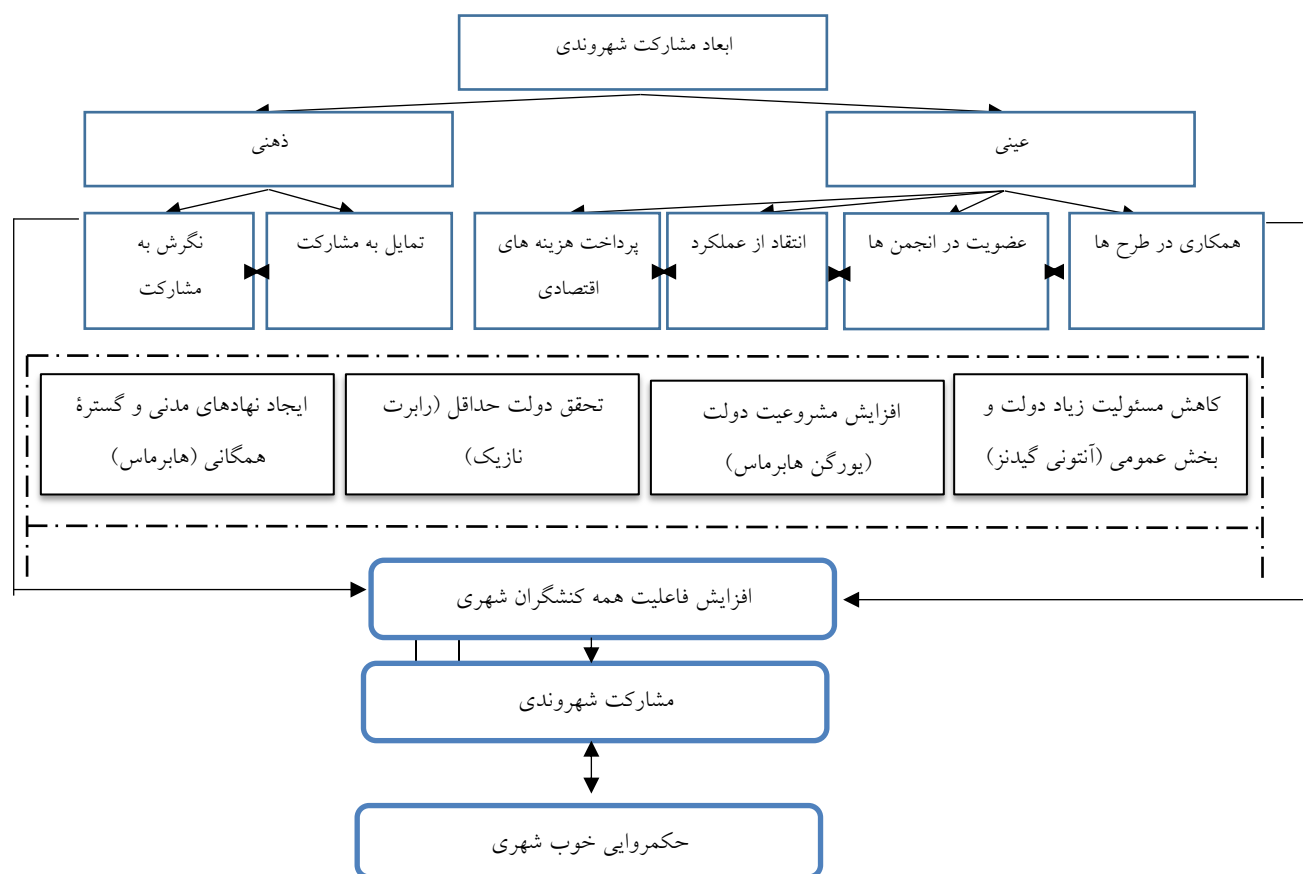 ابعاد مشارکت شهروندی
عینی
ذهنی
همکاری در طرح ها
عضویت در انجمن ها
انتقاد از عملکرد
پرداخت هزینه های
اقتصادی
تمایل به مشارکت
نگرش به
مشارکت
کاهش مسئولیت زیاد دولت و
بخش عمومی (آنتونی گیدنز)
افزایش مشروعیت دولت
(یورگن هابرماس)
تحقق دولت حداقل (رابرت
نازیک)
ایجاد نهادهای مدنی و گسترۀ
همگانی (هابرماس)
افزایش فاعلیت همه کنشگران شهری
مشارکت شهروندی
حکمروایی خوب شهری